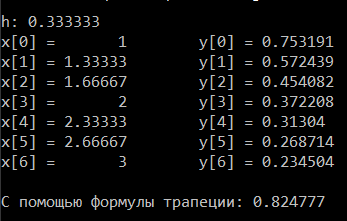 h: 0.333333
x[0] = 1 y[0] = 0.753191
x[1] = 1.33333 y[1] = 0.572439
x[2] = 1.66667 y[2] = 0.454082
x[3] = 2 y[3] = 0.372208
x[4] = 2.33333 y[4] = 0.31304
x[5] = 2.66667 y[5] = 0.268714
x[6] = 3 y[6] = 0.234504
С помощью формулы трапеции: 0.824777